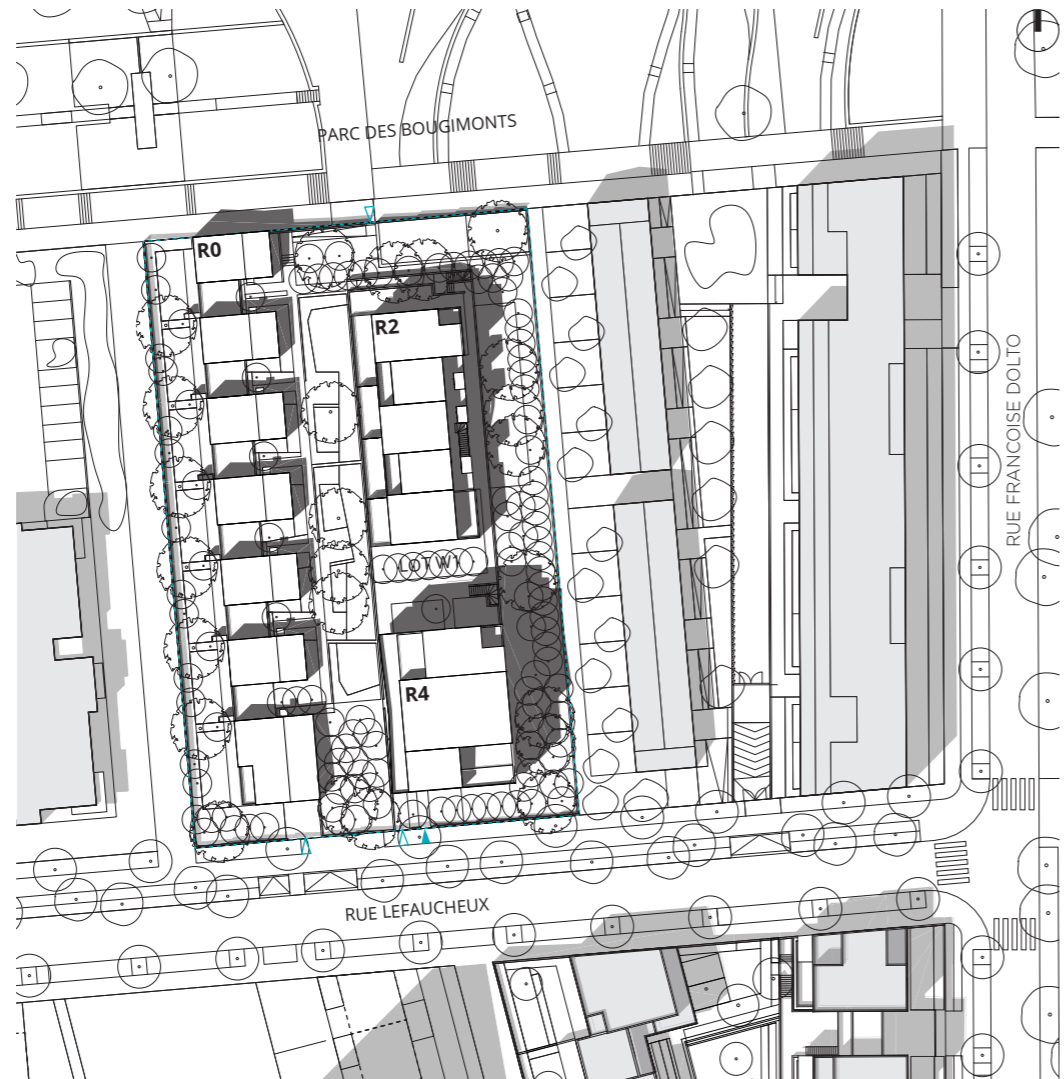 PARC DES BOUGIMONTS
R0
R2
RUE FRANCOISE DOLTO
LOT W1
R4
RUE LEFAUCHEUX